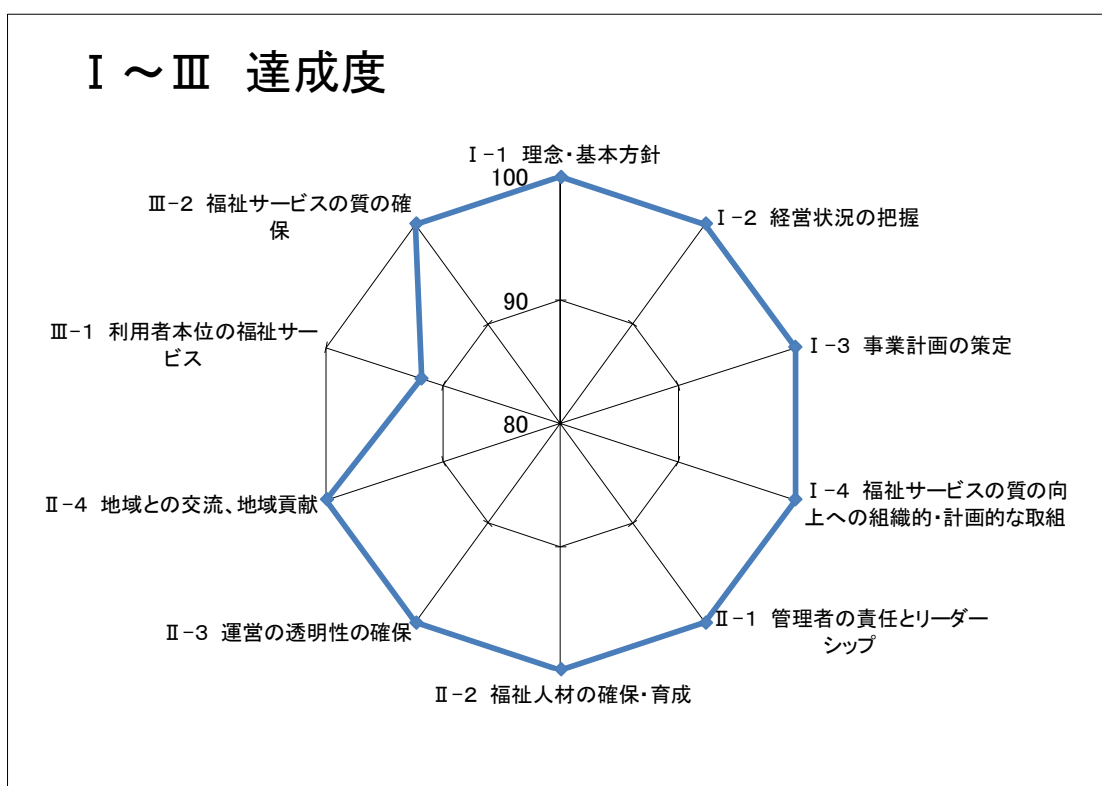 Ⅰ～Ⅲ 達成度
Ⅰ-1 理念・基本方針
100
90
80
Ⅰ-2 経営状況の把握
Ⅰ-3 事業計画の策定
Ⅰ-4 福祉サービスの質の向
上への組織的・計画的な取組
Ⅱ-1 管理者の責任とリーダー
シップ
Ⅱ-2 福祉人材の確保・育成
Ⅱ-3 運営の透明性の確保
Ⅱ-4 地域との交流、地域貢献
Ⅲ-1 利用者本位の福祉サー
ビス
Ⅲ-2 福祉サービスの質の確
保